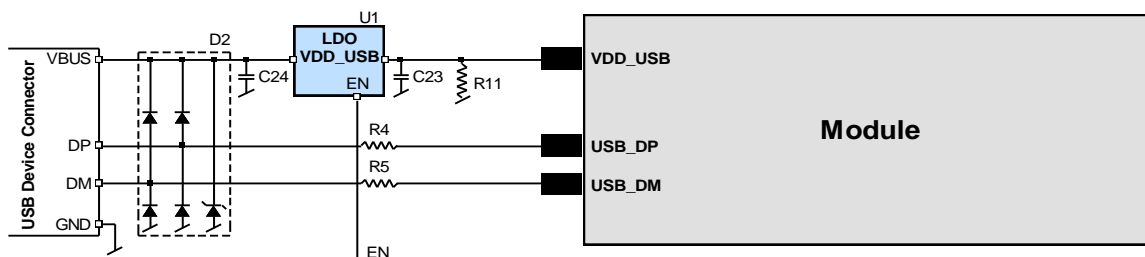 U1
D2
LDO
VDD_USB
VBUS
VDD_USB
C24
C23
R11
EN
USB Device Connector
R4
Module
DP
USB_DP
R5
DM
USB_DM
GND
EN